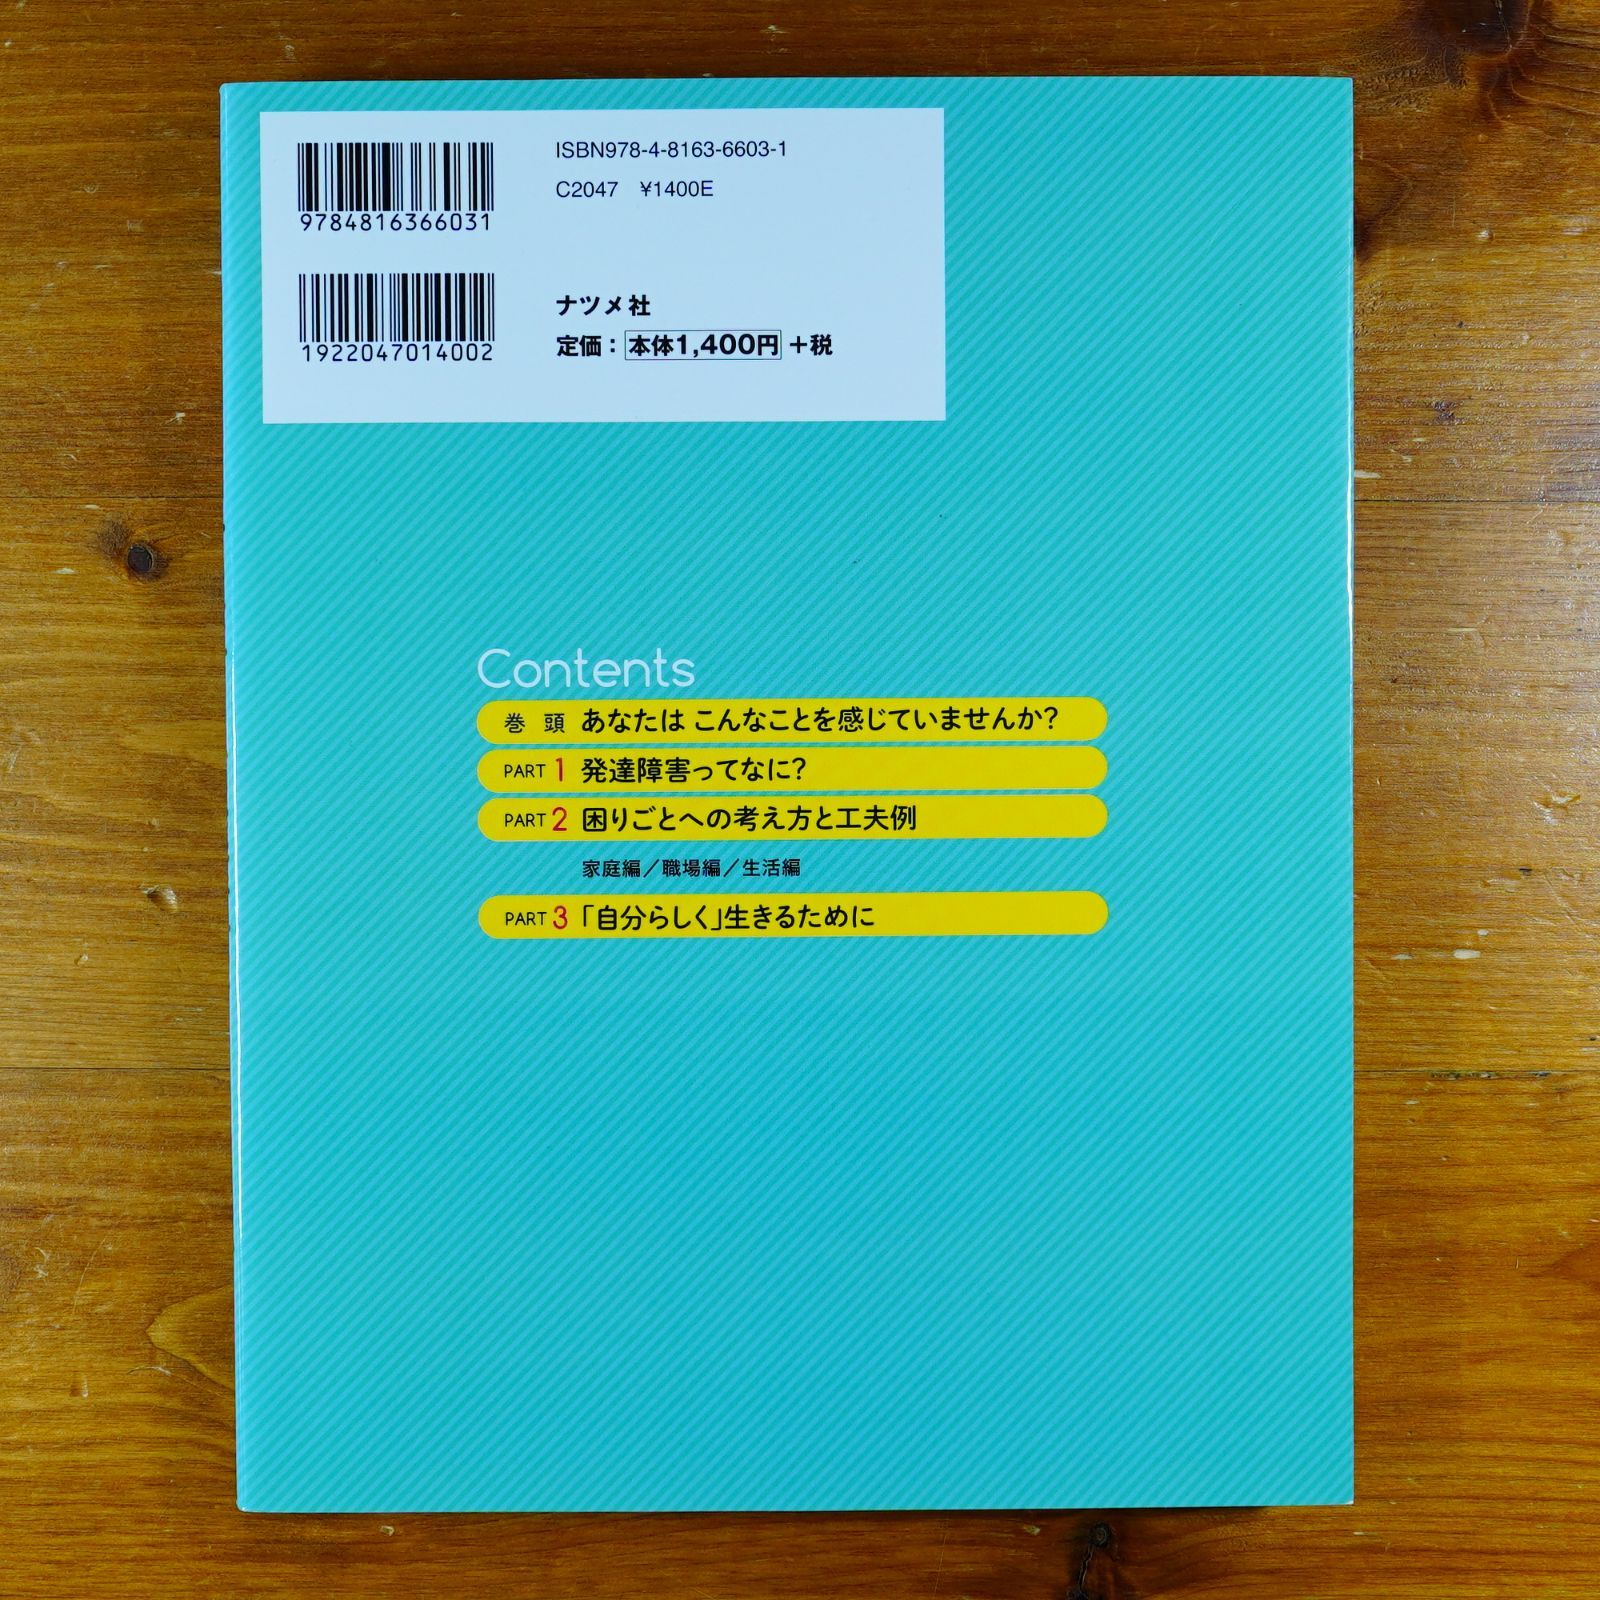 ISBN978-4-8163-6603-1
C2047 ¥1400E
9784816366031
ナツメ社
定価：本体1,400円+税
1922047014002
Contents
巻頭 あなたは こんなことを感じていませんか?
PART 1 発達障害ってなに?
PART 2 困りごとへの考え方と工夫例
家庭編／職場編／生活編
PART 3 「自分らしく」生きるために